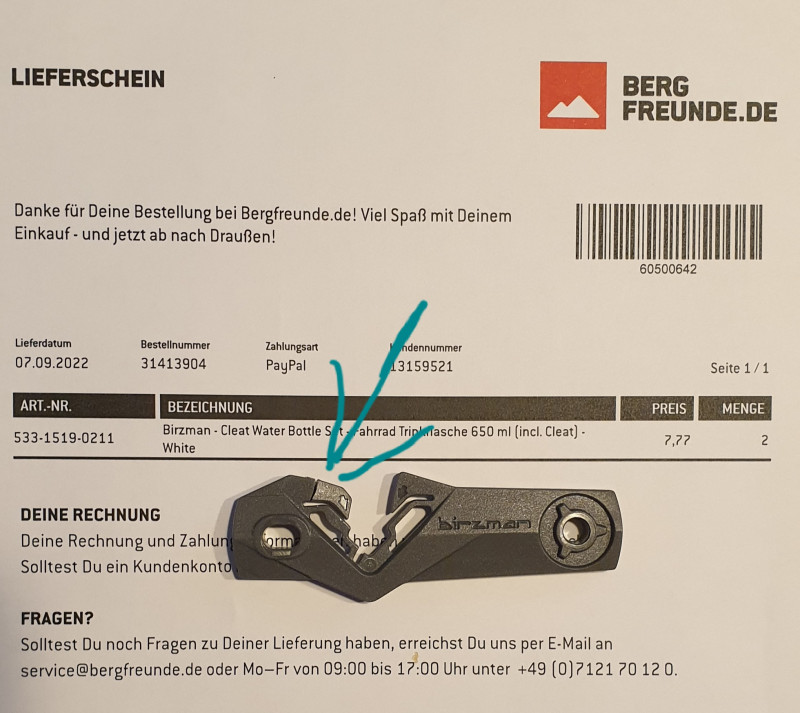 LIEFERSCHEIN
BERG
FREUNDE.DE
Danke für Deine Bestellung bei Bergfreunde.de! Viel Spaß mit Deinem
Einkauf - und jetzt ab nach Draußen!
60500642
Lieferdatum Bestellnummer Zahlungsart
07.09.2022 31413904 PayPal 13159521 Seite 1 / 1
ART.-NR. BEZEICHNUNG PREIS MENGE
533-1519-0211 Birzman - Cleat Water Bottle 650 ml (incl. Cleat) - 7,77 2
White
birzman
DEINE RECHNUNG
Deine Rechnung und
Solltest Du ein Kundenkonto
FRAGEN?
Solltest Du noch Fragen zu Deiner Lieferung haben, erreichst Du uns per E-Mail an
service@bergfreunde.de oder Mo–Fr von 09:00 bis 17:00 Uhr unter +49 (0)7121 70 12 0.